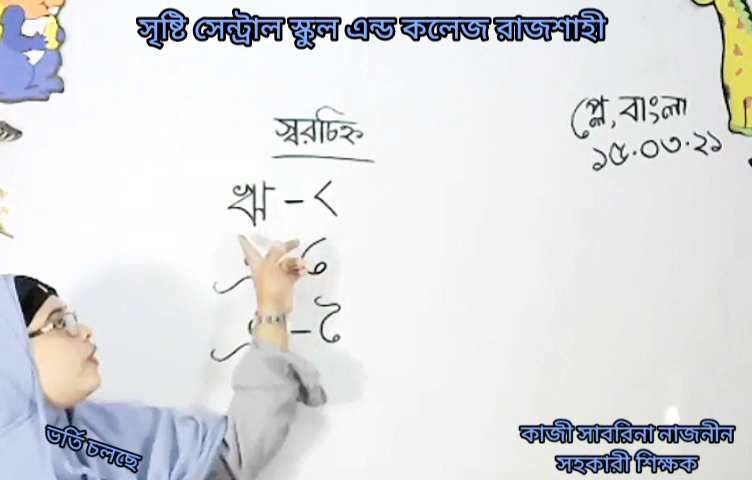 সৃষ্টি সেন্ট্রাল স্কুল এন্ড কলেজ রাজশাহী
প্লে, বাংলা
১৫.০৩.২১
স্বরচিহ্ন
ঋ - ৃ
ে
- ৈ
ভর্তি চলছে
কাজী সাবরিনা নাজনীন
সহকারী শিক্ষক